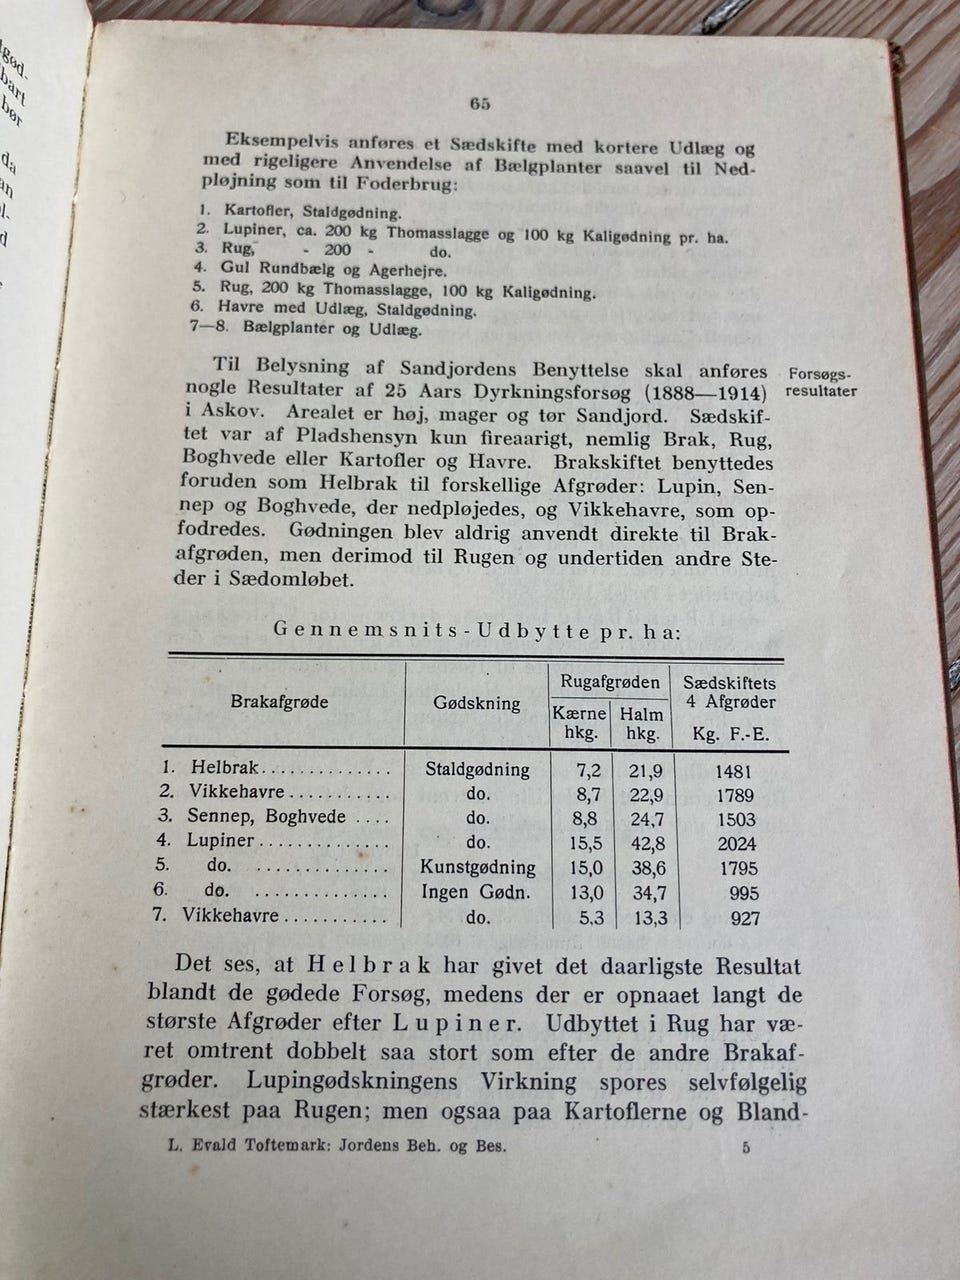 65
Eksempelvis anføres et Sædskifte med kortere Udlæg og
med rigeligere Anvendelse af Bælgplanter saavel til Ned-
pløjning som til Foderbrug:
1. Kartofler, Staldgødning.
2. Lupiner, ca. 200 kg Thomasslagge og 100 kg Kaligødning pr. ha.
3. Rug, - 200 - do.
4. Gul Rundbælg og Agerhejre.
5. Rug, 200 kg Thomasslagge, 100 kg Kaligødning.
6. Havre med Udlæg, Staldgødning.
7—8. Bælgplanter og Udlæg.
Til Belysning af Sandjordens Benyttelse skal anføres
nogle Resultater af 25 Aars Dyrkningsforsøg (1888—1914)
i Askov. Arealet er høj, mager og tør Sandjord. Sædskif-
tet var af Pladshensyn kun fireaarigt, nemlig Brak, Rug,
Boghvede eller Kartofler og Havre. Brakskiftet benyttedes
foruden som Helbrak til forskellige Afgrøder: Lupin, Sen-
nep og Boghvede, der nedpløjedes, og Vikkehavre, som op-
fodredes. Gødningen blev aldrig anvendt direkte til Brak-
afgrøden, men derimod til Rugen og undertiden andre Ste-
der i Sædomløbet.
Forsøgs-
resultater
Gennemsnits-Udbytte pr. ha:
Brakafgrøde Gødskning Rugafgrøden Sædskiftets
4 Afgrøder
Kærne hkg. Halm hkg. Kg. F.-E.
1. Helbrak.............. Staldgødning 7,2 21,9 1481
2. Vikkehavre........... do. 8,7 22,9 1789
3. Sennep, Boghvede .... do. 8,8 24,7 1503
4. Lupiner.............. do. 15,5 42,8 2024
5. do. .............. Kunstgødning 15,0 38,6 1795
6. do. .............. Ingen Gødn. 13,0 34,7 995
7. Vikkehavre........... do. 5,3 13,3 927
Det ses, at Helbrak har givet det daarligste Resultat
blandt de gødede Forsøg, medens der er opnaaet langt de
største Afgrøder efter Lupiner. Udbyttet i Rug har væ-
ret omtrent dobbelt saa stort som efter de andre Brakaf-
grøder. Lupingødskningens Virkning spores selvfølgelig
stærkest paa Rugen; men ogsaa paa Kartoflerne og Bland-
L. Evald Toftemark: Jordens Beh. og Bes. 5